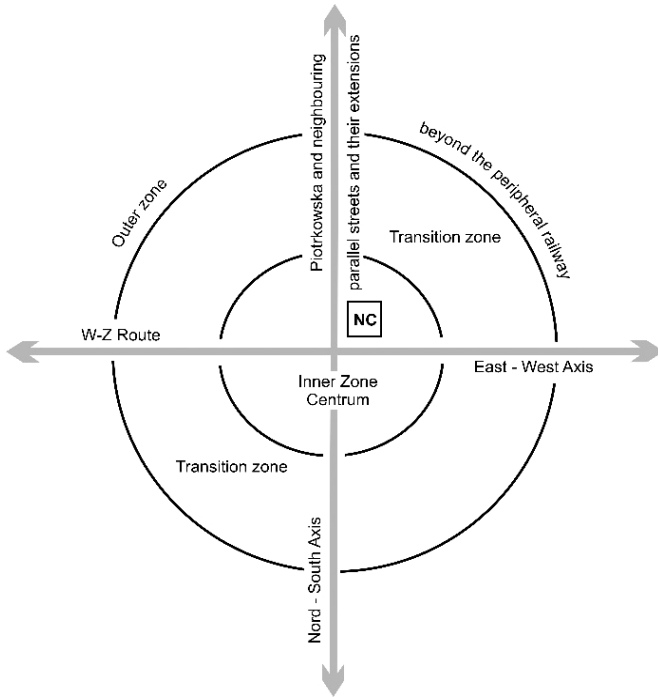 Piotrkowska and neighbouring
parallel streets and their extensions
beyond the peripheral railway
Outer zone
Transition zone
NC
W-Z Route
East - West Axis
Inner Zone
Centrum
Transition zone
Nord - South Axis